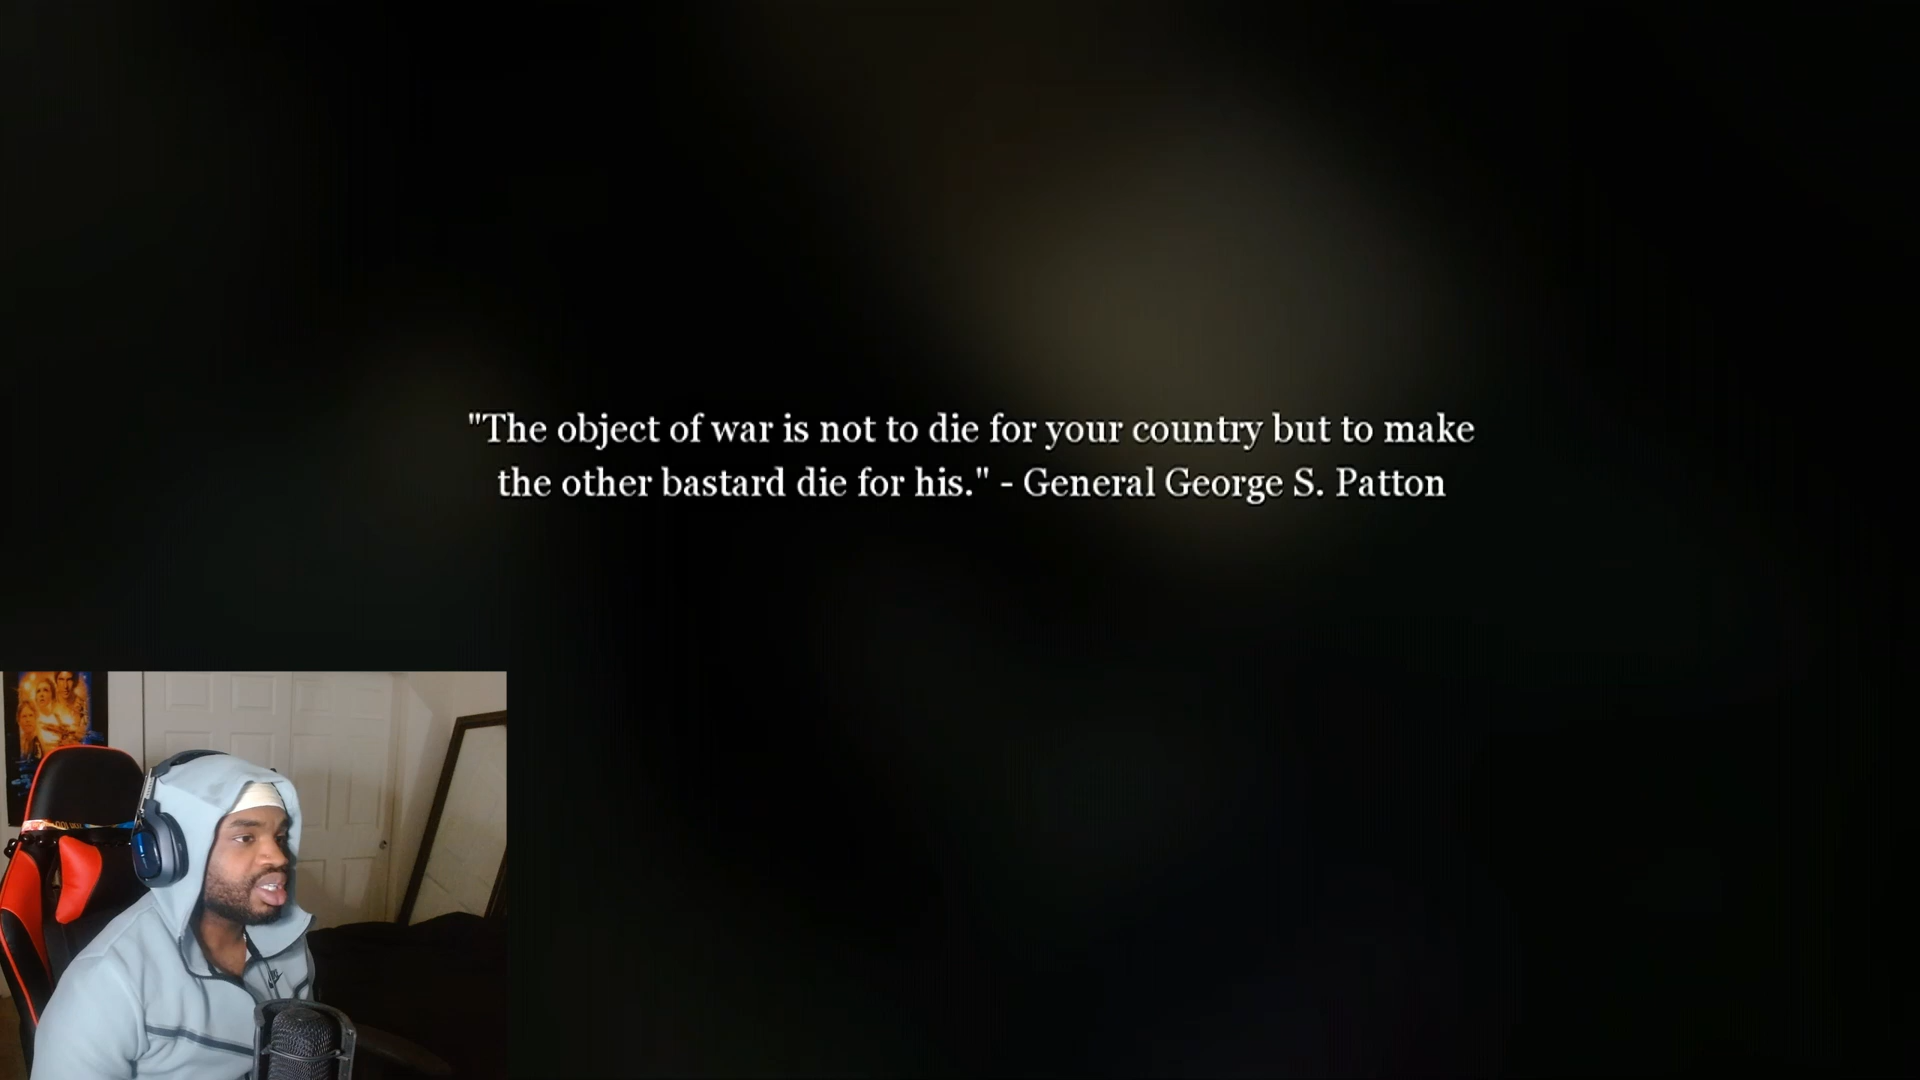 "The object of war is not to die for your country but to make
the other bastard die for his." - General George S. Patton